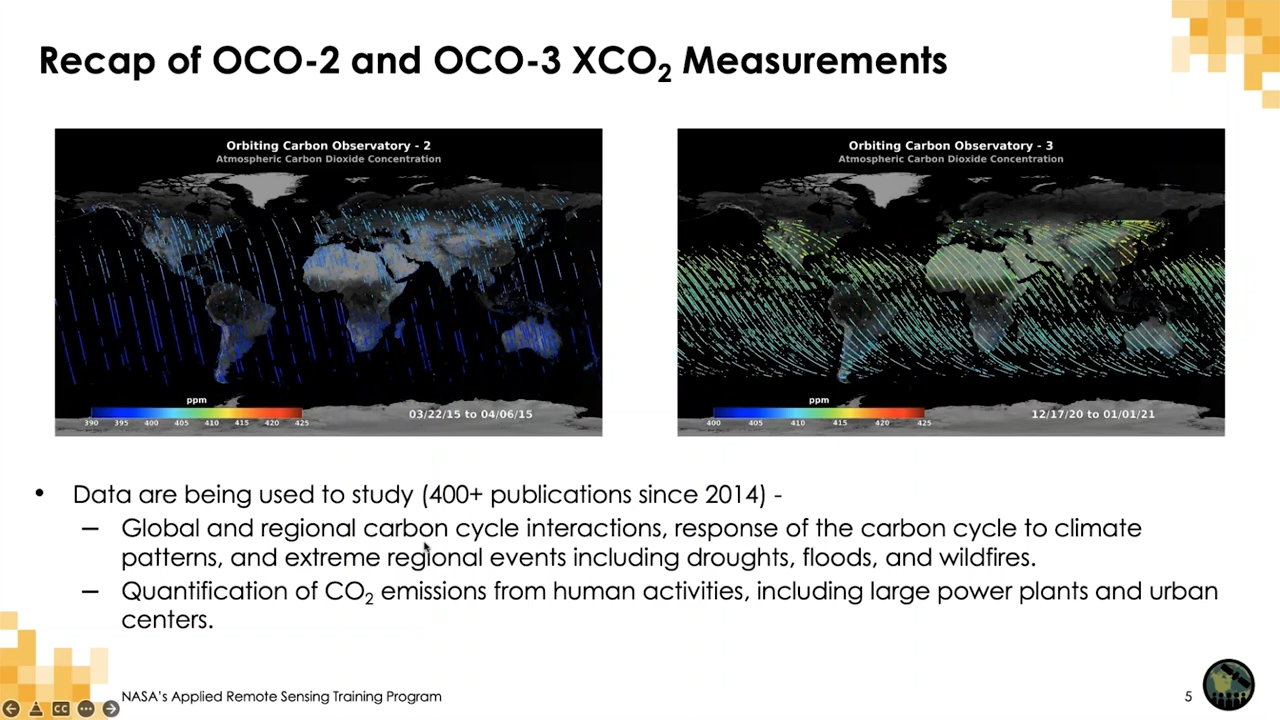 Recap of OCO-2 and OCO-3 XCO₂ Measurements
Orbiting Carbon Observatory - 2
Atmospheric Carbon Dioxide Concentration
ppm
390 395 400 405 410 415 420 425
03/22/15 to 04/06/15
Orbiting Carbon Observatory - 3
Atmospheric Carbon Dioxide Concentration
ppm
400 405 410 415 420 425
12/17/20 to 01/01/21
• Data are being used to study (400+ publications since 2014) -
– Global and regional carbon cycle interactions, response of the carbon cycle to climate
patterns, and extreme regional events including droughts, floods, and wildfires.
– Quantification of CO₂ emissions from human activities, including large power plants and urban
centers.
CC
NASA's Applied Remote Sensing Training Program
5